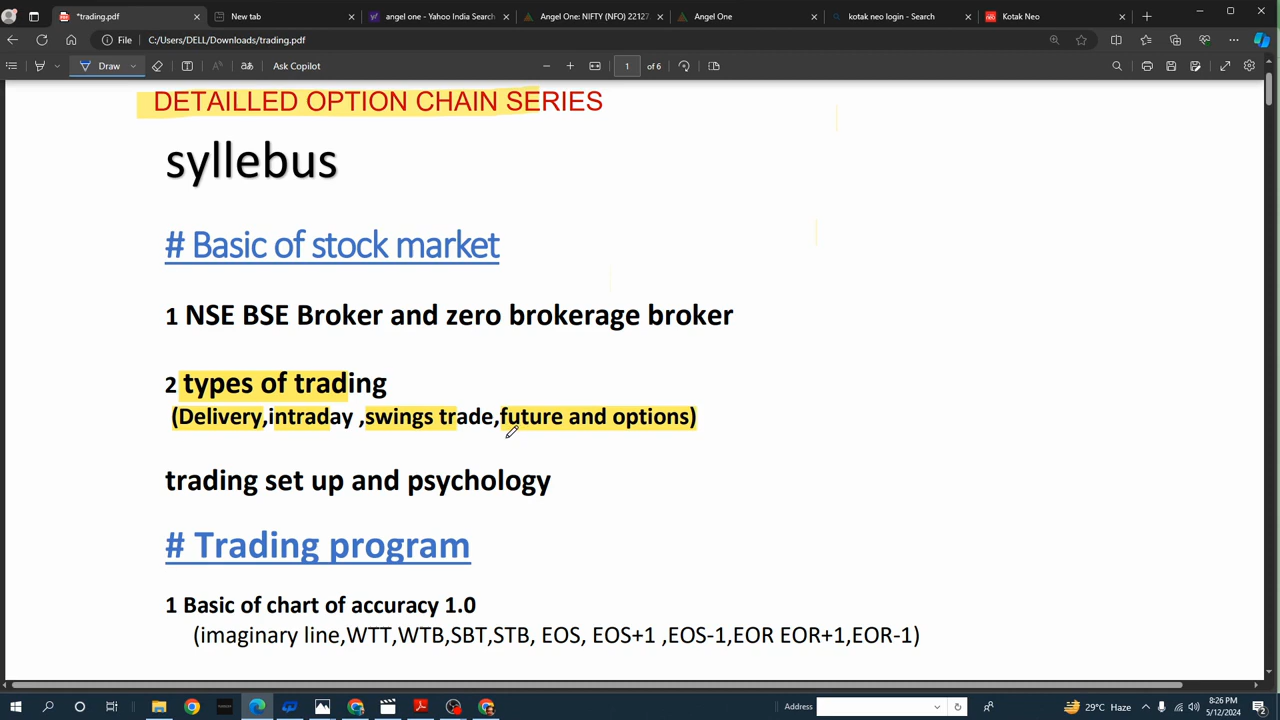 *trading.pdf
New tab
angel one - Yahoo India Search
Angel One: NIFTY (NFO) 2212
Angel One
kotak neo login - Search
Kotak Neo
File
C:/Users/DELL/Downloads/trading.pdf
Draw
Ask Copilot
1 of 6
DETAILLED OPTION CHAIN SERIES
syllebus
# Basic of stock market
1 NSE BSE Broker and zero brokerage broker
2 types of trading
(Delivery,intraday ,swings trade,future and options)
trading set up and psychology
# Trading program
1 Basic of chart of accuracy 1.0
(imaginary line,WTT,WTB,SBT,STB, EOS, EOS+1 ,EOS-1,EOR EOR+1,EOR-1)
Address
29°C Haze
8:26 PM
5/12/2024